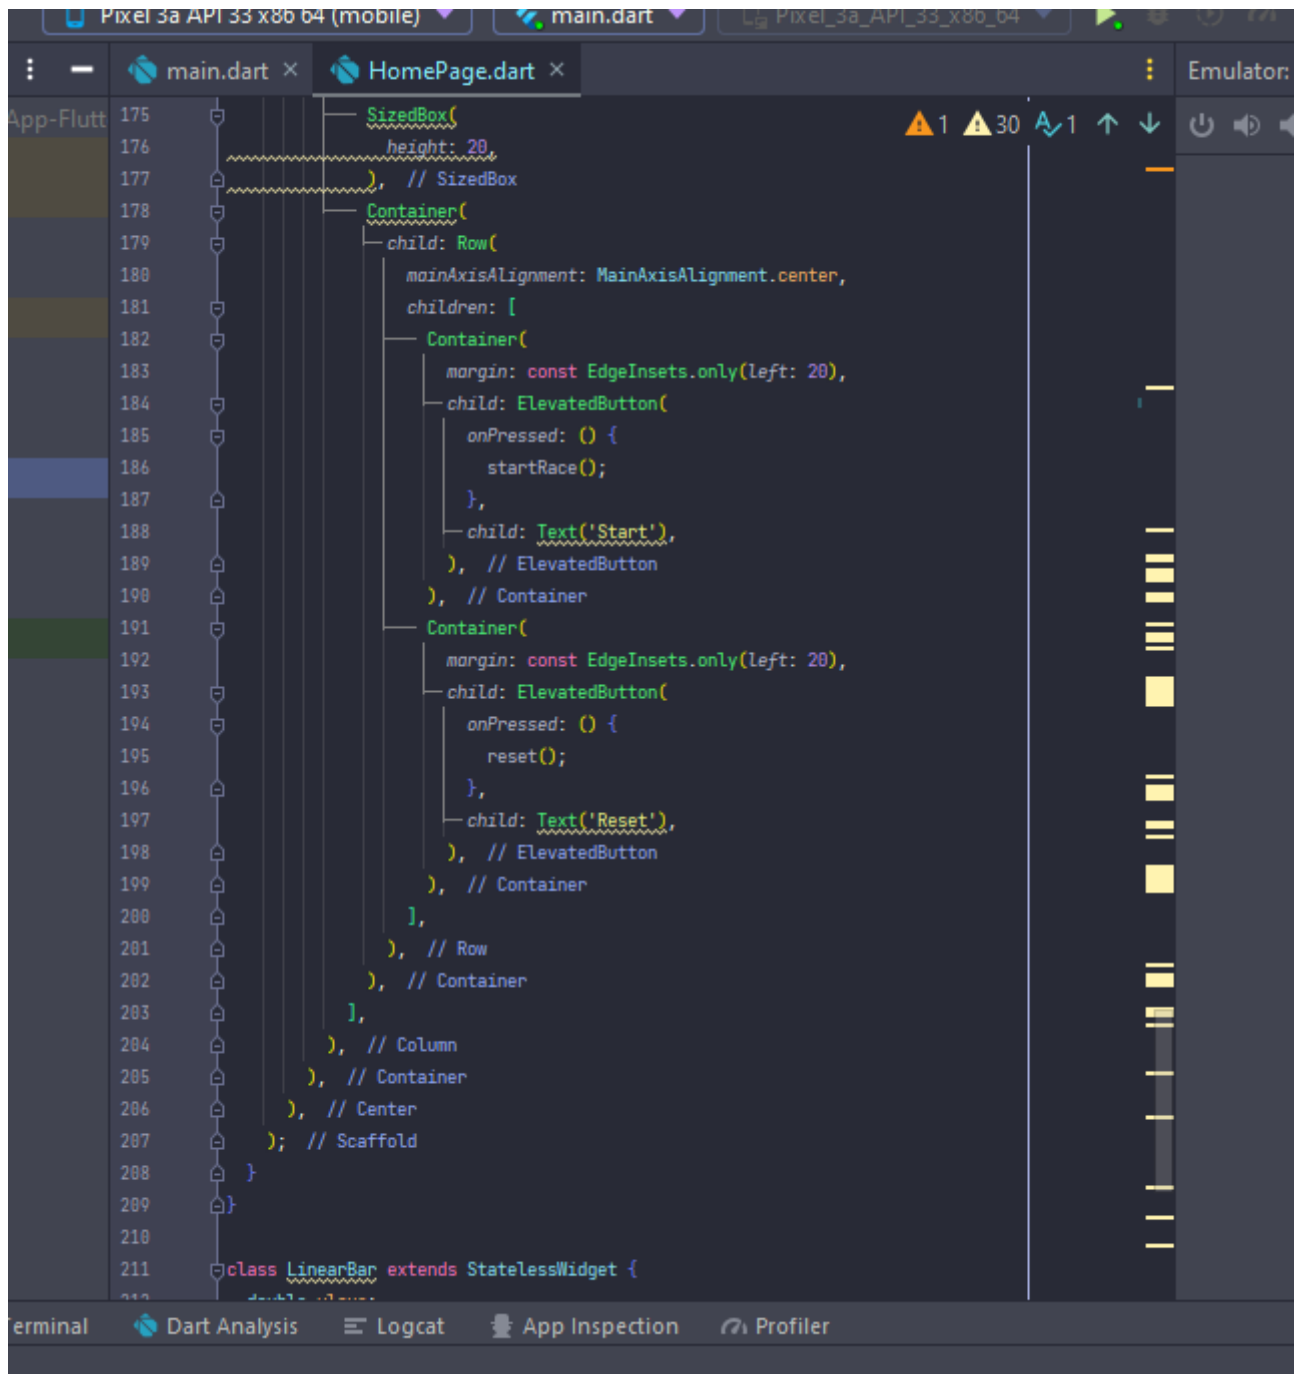 Pixel 3a API 33 x86 64 (mobile) main.dart Pixel_3a_API_33_x86_64
main.dart × HomePage.dart × Emulator:
App-Flutt
1 30 1
175 SizedBox(
176 height: 20,
177 ), // SizedBox
178 Container(
179 child: Row(
180 mainAxisAlignment: MainAxisAlignment.center,
181 children: [
182 Container(
183 margin: const EdgeInsets.only(left: 20),
184 child: ElevatedButton(
185 onPressed: () {
186 startRace();
187 },
188 child: Text('Start'),
189 ), // ElevatedButton
190 ), // Container
191 Container(
192 margin: const EdgeInsets.only(left: 20),
193 child: ElevatedButton(
194 onPressed: () {
195 reset();
196 },
197 child: Text('Reset'),
198 ), // ElevatedButton
199 ), // Container
200 ],
201 ), // Row
202 ), // Container
203 ],
204 ), // Column
205 ), // Container
206 ), // Center
207 ); // Scaffold
208 }
209 }
210
211 class LinearBar extends StatelessWidget {
212 double
erminal Dart Analysis Logcat App Inspection Profiler